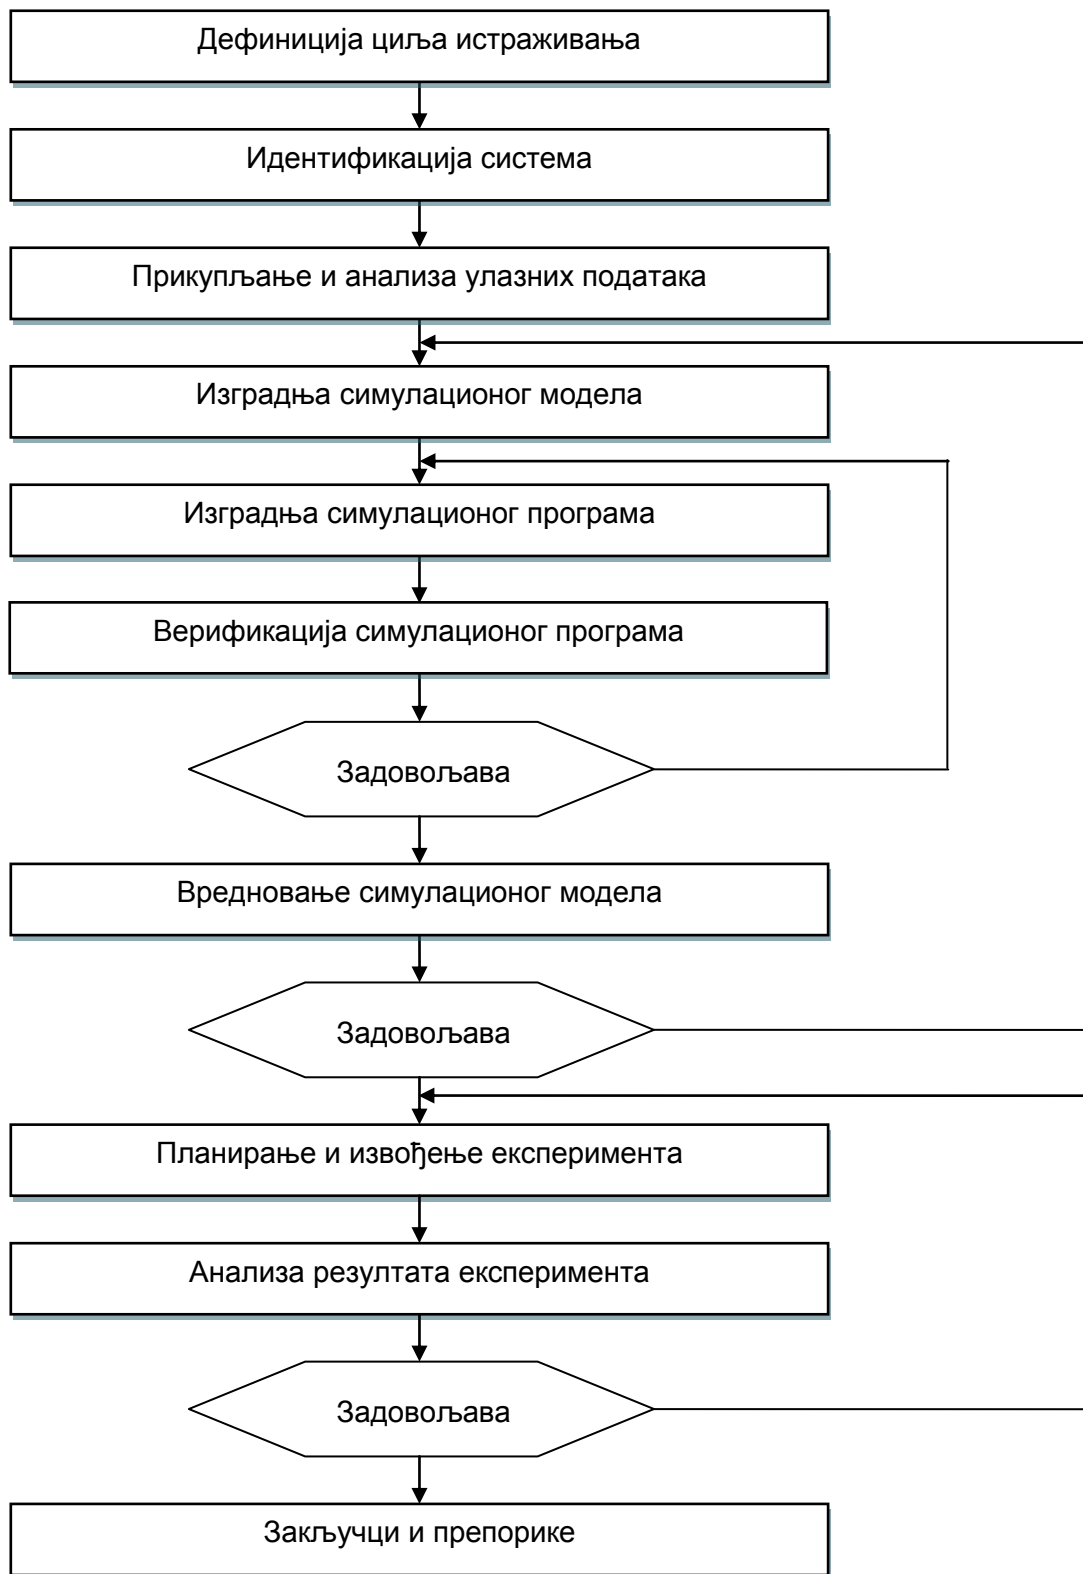 Дефиниција циља истраживања
Идентификација система
Прикупљање и анализа улазних података
Изградња симулационог модела
Изградња симулационог програма
Верификација симулационог програма
Задовољава
Вредновање симулационог модела
Задовољава
Планирање и извођење експеримента
Анализа резултата експеримента
Задовољава
Закључци и препорике